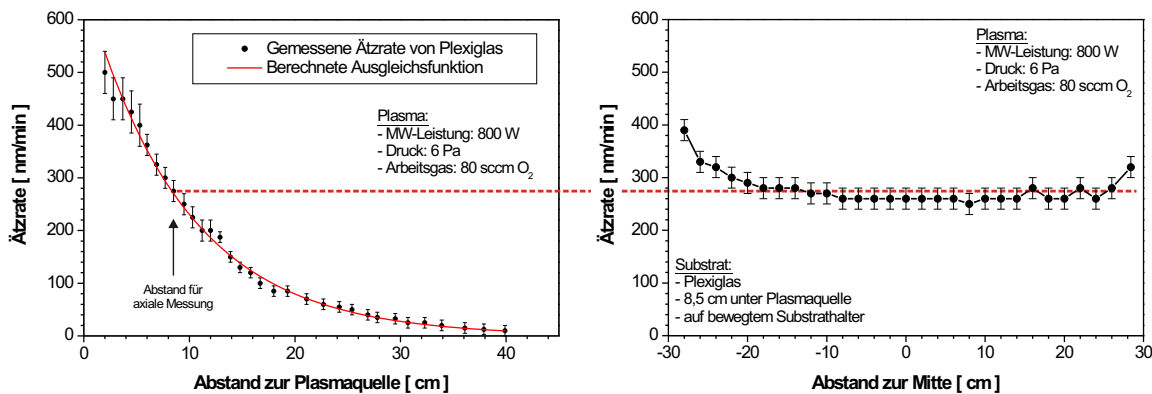 600
500
400
300
200
100
0
Ätzrate [ nm/min ]
Gemessene Ätzrate von Plexiglas
Berechnete Ausgleichsfunktion
Plasma:
- MW-Leistung: 800 W
- Druck: 6 Pa
- Arbeitsgas: 80 sccm O₂
Abstand für
axiale Messung
0 10 20 30 40
Abstand zur Plasmaquelle [ cm ]
600
500
400
300
200
100
0
Ätzrate [ nm/min ]
Plasma:
- MW-Leistung: 800 W
- Druck: 6 Pa
- Arbeitsgas: 80 sccm O₂
Substrat:
- Plexiglas
- 8,5 cm unter Plasmaquelle
- auf bewegtem Substrathalter
-30 -20 -10 0 10 20 30
Abstand zur Mitte [ cm ]